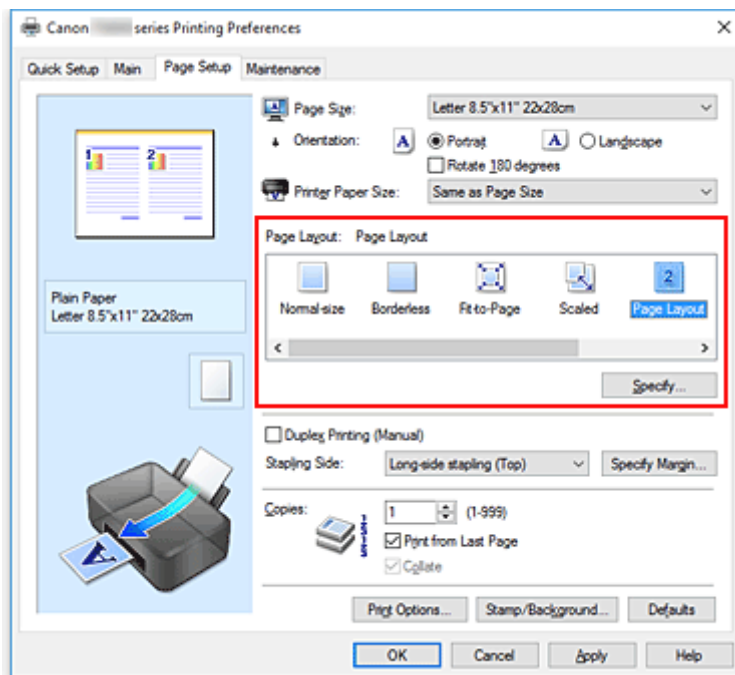 Canon series Printing Preferences
Quick Setup Main Page Setup Maintenance
1 2
Page Size: Letter 8.5"x11" 22x28cm
Orientation: A Portrait A Landscape
Rotate 180 degrees
Printer Paper Size: Same as Page Size
Page Layout: Page Layout
2
Normal-size Borderless Fit-to-Page Scaled Page Layout
Specify...
Plain Paper
Letter 8.5"x11" 22x28cm
Duplex Printing (Manual)
Stapling Side: Long-side stapling (Top) Specify Margin...
Copies: 1 (1-999)
Print from Last Page
Collate
A
Print Options... Stamp/Background... Defaults
OK Cancel Apply Help